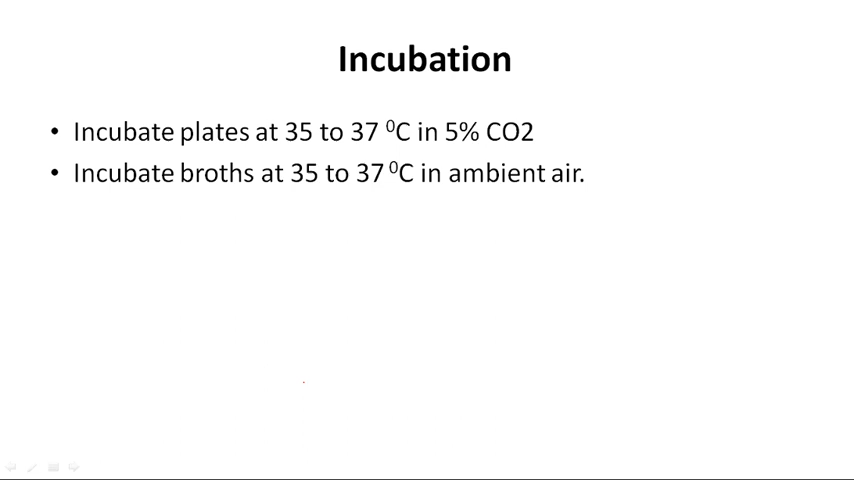 Incubation
• Incubate plates at 35 to 37 ⁰C in 5% CO2
• Incubate broths at 35 to 37 ⁰C in ambient air.